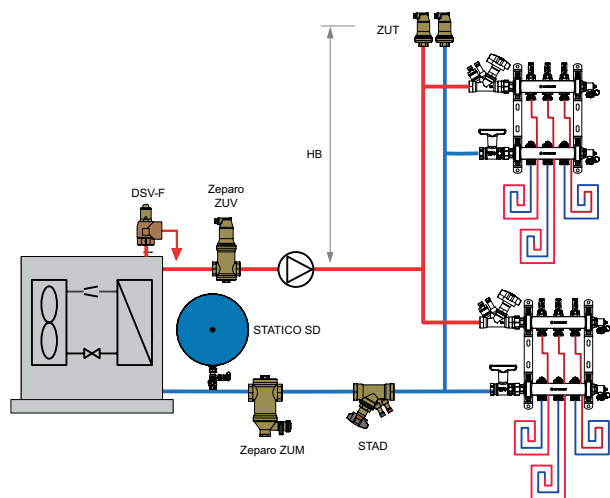 ZUT
HB
DSV-F
Zeparo
ZUV
STATICO SD
Zeparo ZUM
STAD